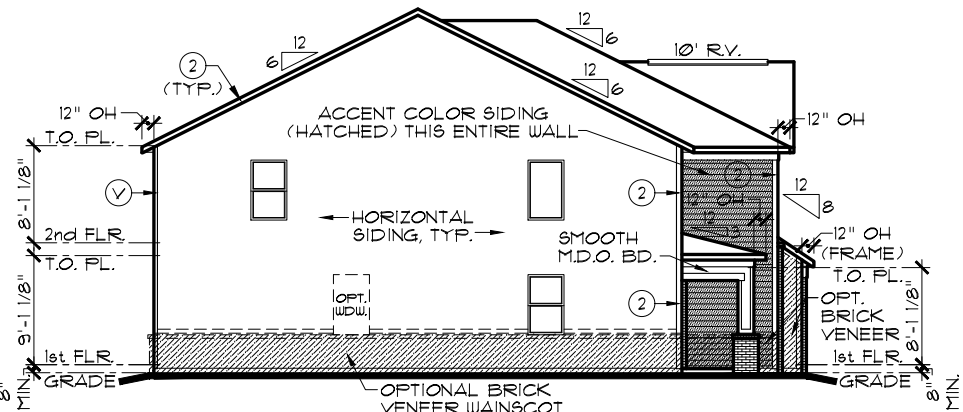 12
6
12
6
10' R.V.
2
(TYP.)
12
6
12" OH
T.O. PL.
ACCENT COLOR SIDING
(HATCHED) THIS ENTIRE WALL
12" OH
8'-1 1/8"
V
2
12
8
HORIZONTAL
SIDING, TYP.
2nd FLR.
T.O. PL.
SMOOTH
M.D.O. BD.
12" OH
(FRAME)
T.O. PL.
9'-1 1/8"
OPT.
WDW.
2
OPT.
BRICK
VENEER
8'-1 1/8"
1st FLR.
GRADE
8"
MIN.
1st FLR.
GRADE
8"
MIN.
OPTIONAL BRICK
VENEER WAINSCOT